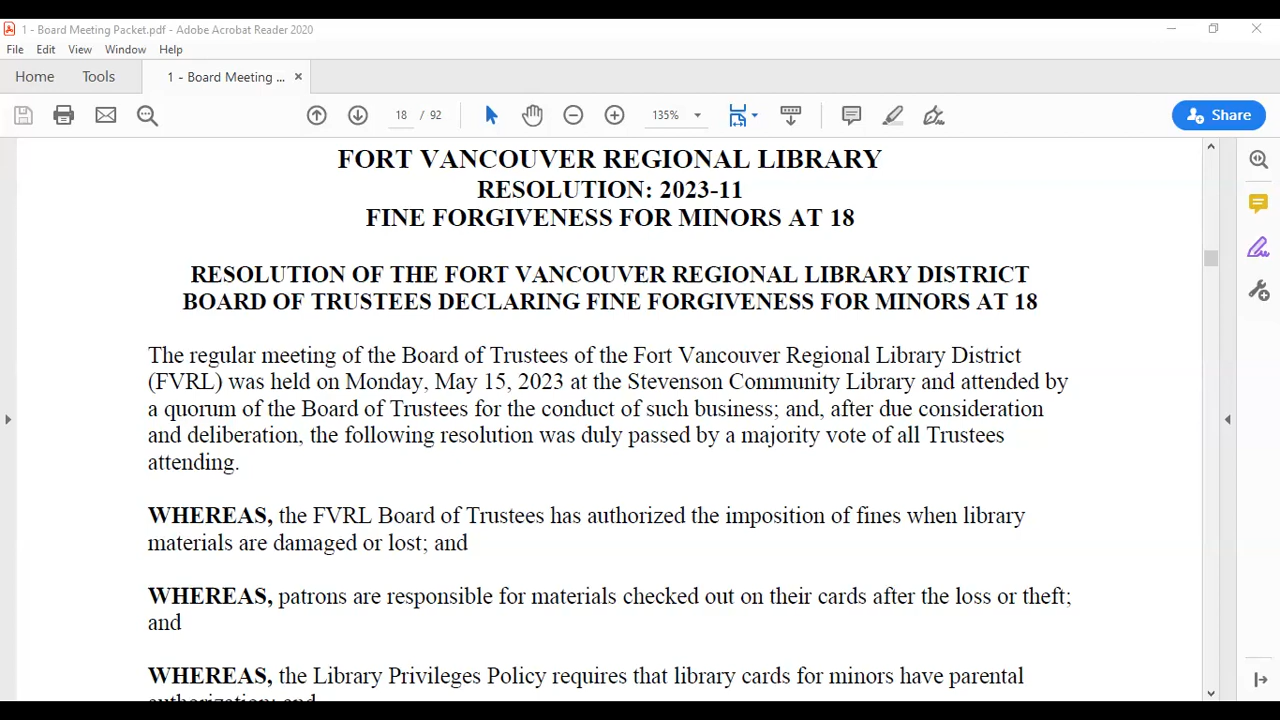 1 - Board Meeting Packet.pdf - Adobe Acrobat Reader 2020
File Edit View Window Help
Home Tools 1 - Board Meeting ... ×
18 / 92 135% Share
FORT VANCOUVER REGIONAL LIBRARY
RESOLUTION: 2023-11
FINE FORGIVENESS FOR MINORS AT 18
RESOLUTION OF THE FORT VANCOUVER REGIONAL LIBRARY DISTRICT
BOARD OF TRUSTEES DECLARING FINE FORGIVENESS FOR MINORS AT 18
The regular meeting of the Board of Trustees of the Fort Vancouver Regional Library District
(FVRL) was held on Monday, May 15, 2023 at the Stevenson Community Library and attended by
a quorum of the Board of Trustees for the conduct of such business; and, after due consideration
and deliberation, the following resolution was duly passed by a majority vote of all Trustees
attending.
WHEREAS, the FVRL Board of Trustees has authorized the imposition of fines when library
materials are damaged or lost; and
WHEREAS, patrons are responsible for materials checked out on their cards after the loss or theft;
and
WHEREAS, the Library Privileges Policy requires that library cards for minors have parental
authorization; and